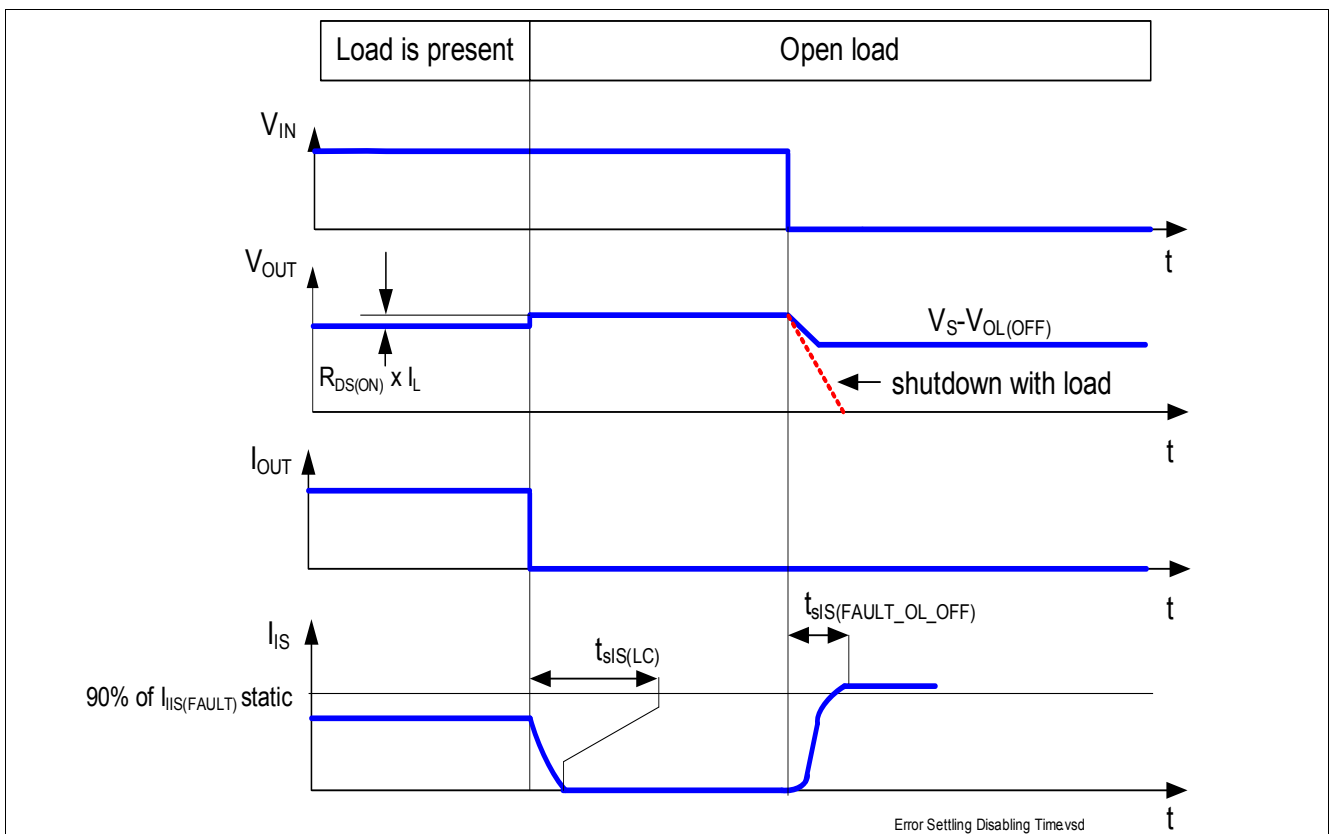 Load is present
Open load
VIN
t
VOUT
RDS(ON) x IL
VS-VOL(OFF)
shutdown with load
t
IOUT
t
IIS
tsIS(LC)
tsIS(FAULT_OL_OFF)
90% of IIIS(FAULT) static
t
Error Settling Disabling Time.vsd